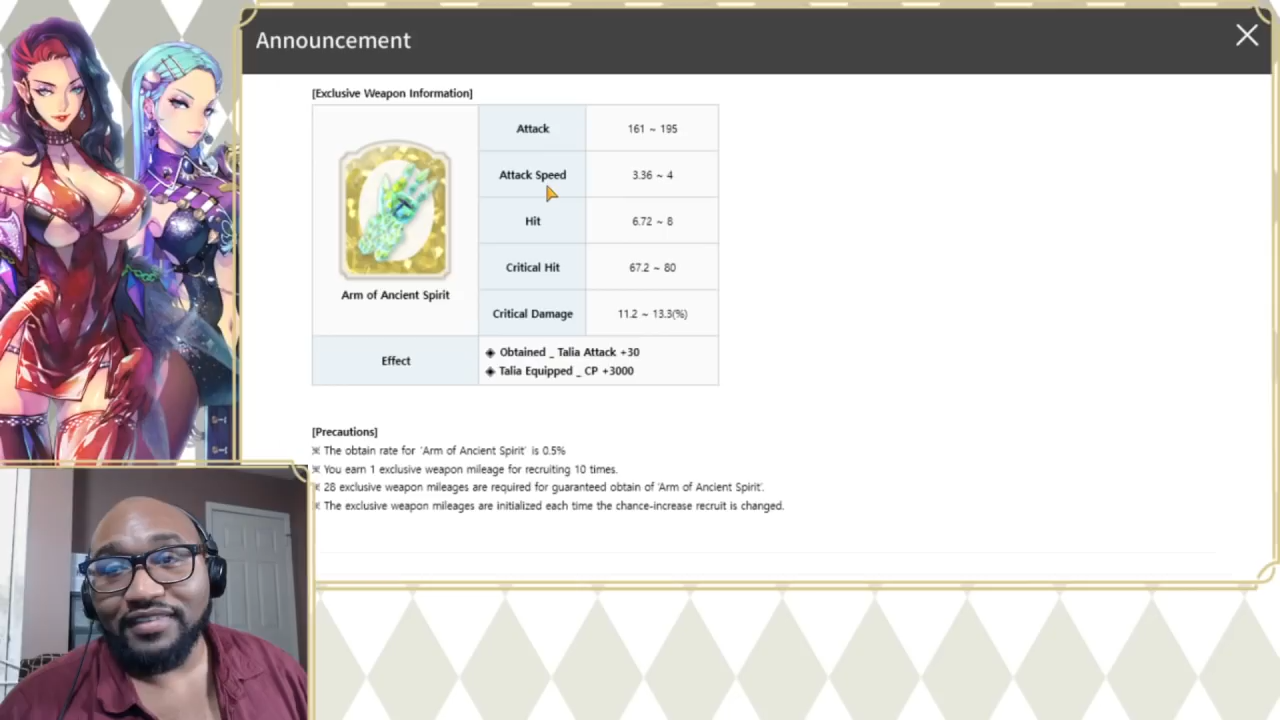 Announcement
[Exclusive Weapon Information]
Attack 161 ~ 195
Attack Speed 3.36 ~ 4
Hit 6.72 ~ 8
Critical Hit 67.2 ~ 80
Arm of Ancient Spirit
Critical Damage 11.2 ~ 13.3(%)
Effect
◈ Obtained _ Talia Attack +30
◈ Talia Equipped _ CP +3000
[Precautions]
※ The obtain rate for 'Arm of Ancient Spirit' is 0.5%
※ You earn 1 exclusive weapon mileage for recruiting 10 times.
※ 28 exclusive weapon mileages are required for guaranteed obtain of 'Arm of Ancient Spirit'.
※ The exclusive weapon mileages are initialized each time the chance-increase recruit is changed.